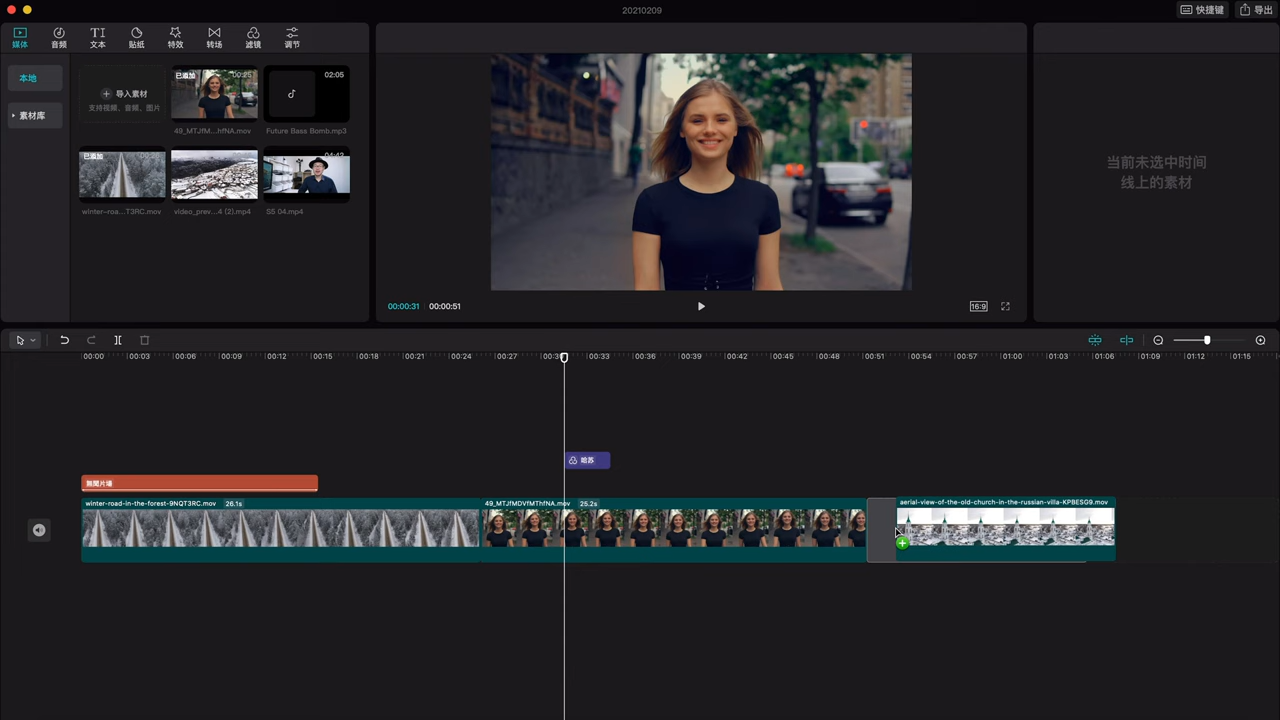 20210209
快捷键
导出
媒体
音频
文本
贴纸
特效
转场
滤镜
调节
本地
素材库
导入素材
支持视频、音频、图片
已添加
00:25
49_MTJfM...hfNA.mov
02:05
Future Bass Bomb.mp3
已添加
winter-roa...T3RC.mov
video_prev...4 (2).mp4
04:42
SS 04.mp4
00:00:31
00:00:51
16:9
当前未选中时间
线上的素材
00:00
00:03
00:06
00:09
00:12
00:15
00:18
00:21
00:24
00:27
00:30
00:33
00:36
00:39
00:42
00:45
00:48
00:51
00:54
00:57
01:00
01:03
01:06
01:09
01:12
01:15
哈苏
winter-road-in-the-forest-9NQT3RC.mov 26.1s
49_MTJfMDVfMThfNA.mov 25.2s
aerial-view-of-the-old-church-in-the-russian-villa-KPBESG9.mov